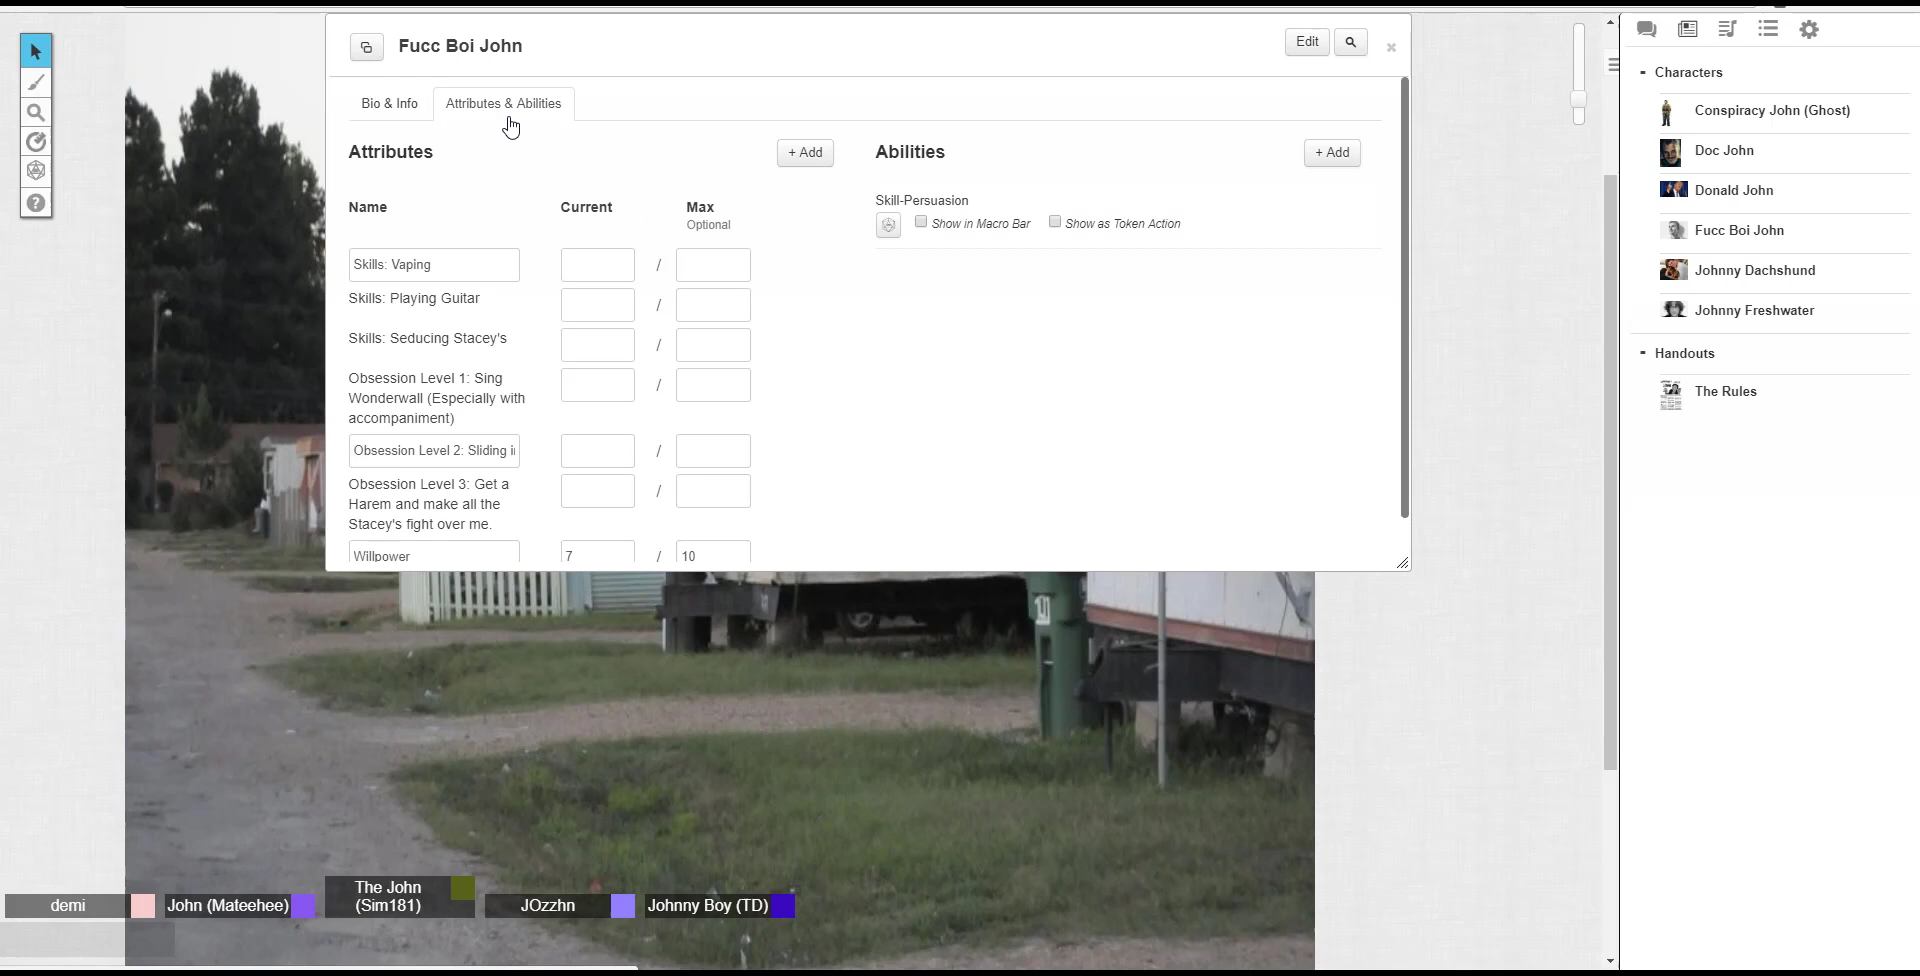 Fucc Boi John
Edit
Bio & Info
Attributes & Abilities
Attributes
+ Add
Name
Current
Max
Optional
Skills: Vaping
/
Skills: Playing Guitar
/
Skills: Seducing Stacey's
/
Obsession Level 1: Sing
Wonderwall (Especially with
accompaniment)
/
Obsession Level 2: Sliding i
/
Obsession Level 3: Get a
Harem and make all the
Stacey's fight over me.
/
Willpower
7
/
10
Abilities
+ Add
Skill-Persuasion
Show in Macro Bar
Show as Token Action
Characters
Conspiracy John (Ghost)
Doc John
Donald John
Fucc Boi John
Johnny Dachshund
Johnny Freshwater
Handouts
The Rules
demi
John (Mateehee)
The John
(Sim181)
JOzzhn
Johnny Boy (TD)